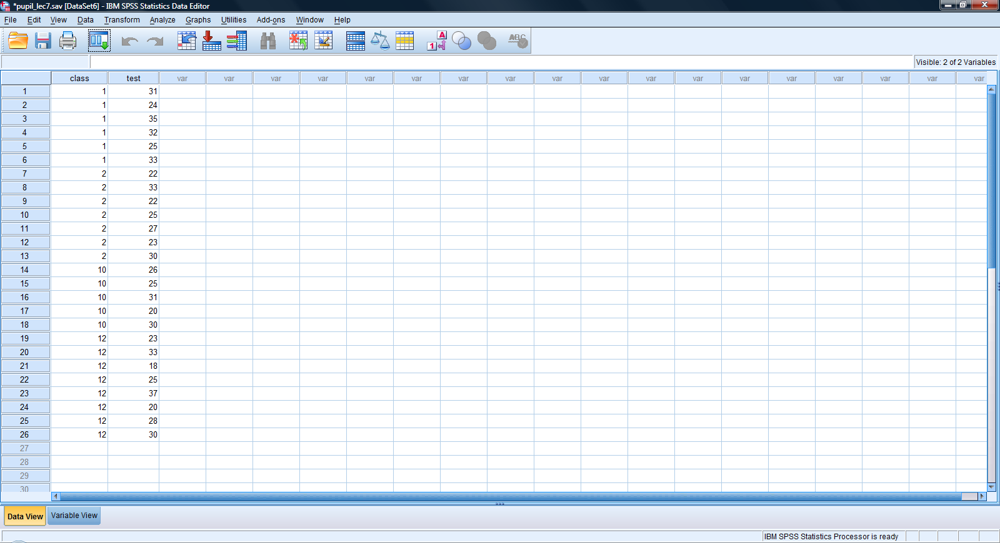 *pupil_lec7.sav [DataSet6] - IBM SPSS Statistics Data Editor
File Edit View Data Transform Analyze Graphs Utilities Add-ons Window Help
A
1
ABC
Visible: 2 of 2 Variables
class test var var var var var var var var var var var var var var var var var var
1 1 31
2 1 24
3 1 35
4 1 32
5 1 25
6 1 33
7 2 22
8 2 33
9 2 22
10 2 25
11 2 27
12 2 23
13 2 30
14 10 26
15 10 25
16 10 31
17 10 20
18 10 30
19 12 23
20 12 33
21 12 18
22 12 25
23 12 37
24 12 20
25 12 28
26 12 30
27
28
29
30
Data View Variable View
IBM SPSS Statistics Processor is ready